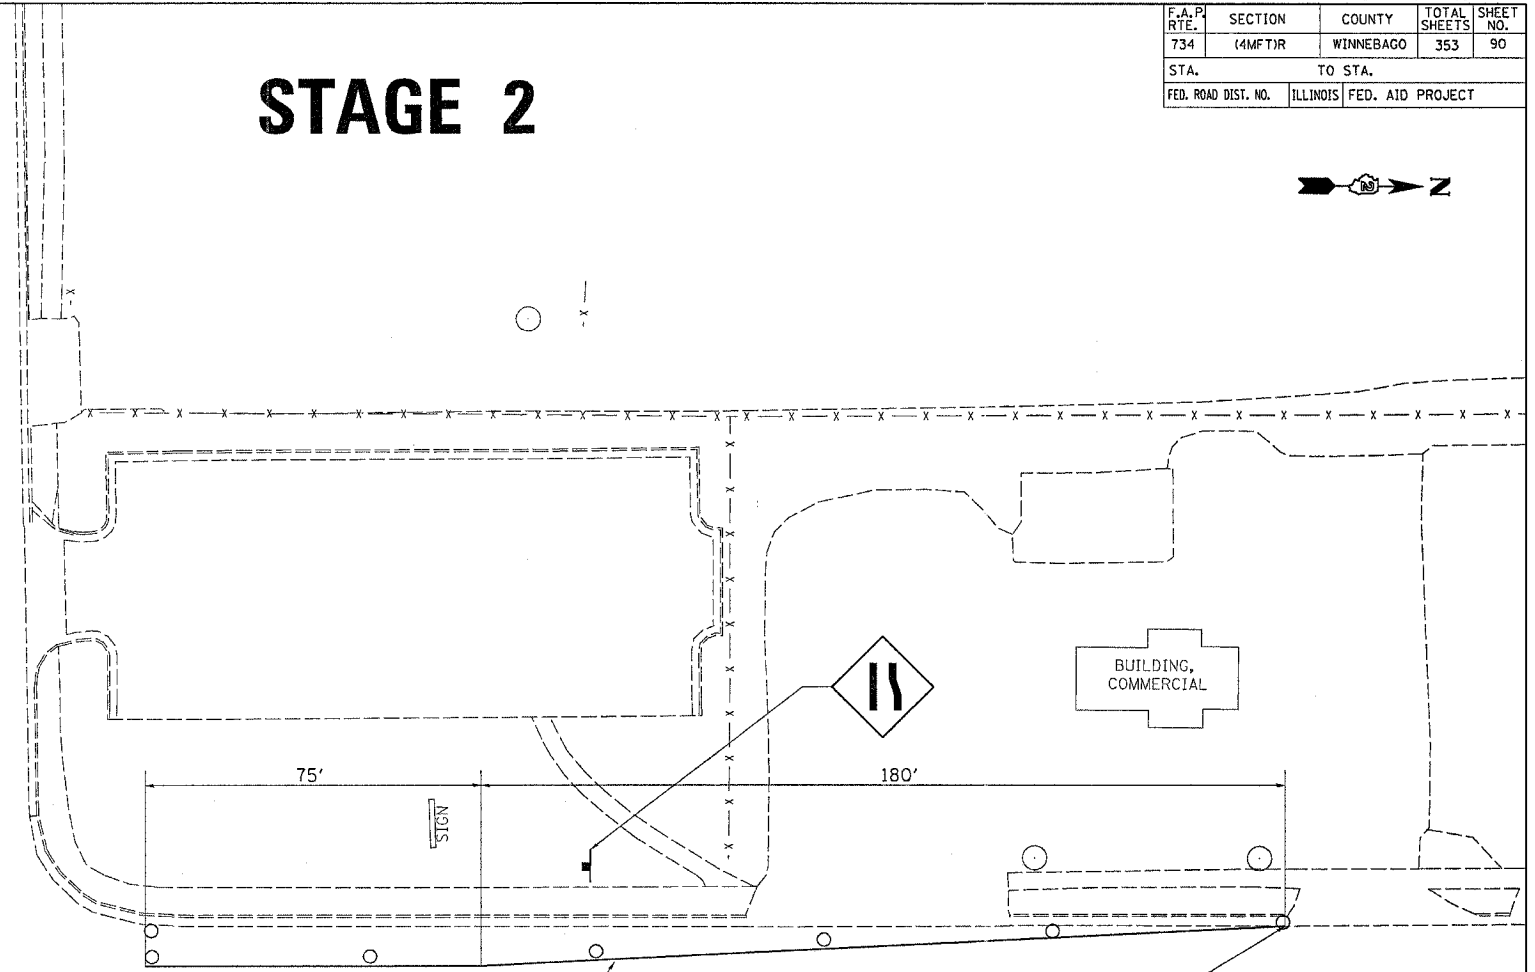 F.A.P. RTE. SECTION COUNTY TOTAL SHEETS SHEET NO.
734 (4MFT)R WINNEBAGO 353 90
STA. TO STA.
FED. ROAD DIST. NO. ILLINOIS FED. AID PROJECT
STAGE 2
N
BUILDING,
COMMERCIAL
75' 180'
SIGN